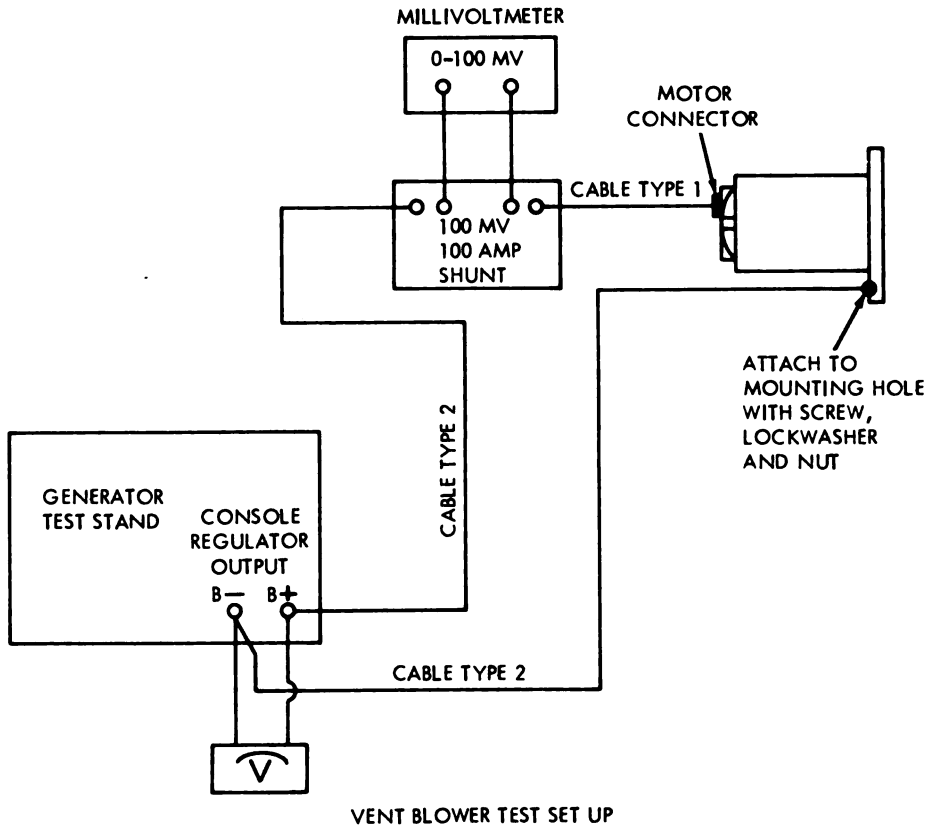 MILLIVOLTMETER
0-100 MV
MOTOR
CONNECTOR
CABLE TYPE 1
100 MV
100 AMP
SHUNT
ATTACH TO
MOUNTING HOLE
WITH SCREW,
LOCKWASHER
AND NUT
CABLE TYPE 2
GENERATOR
TEST STAND
CONSOLE
REGULATOR
OUTPUT
B- B+
CABLE TYPE 2
V
VENT BLOWER TEST SET UP